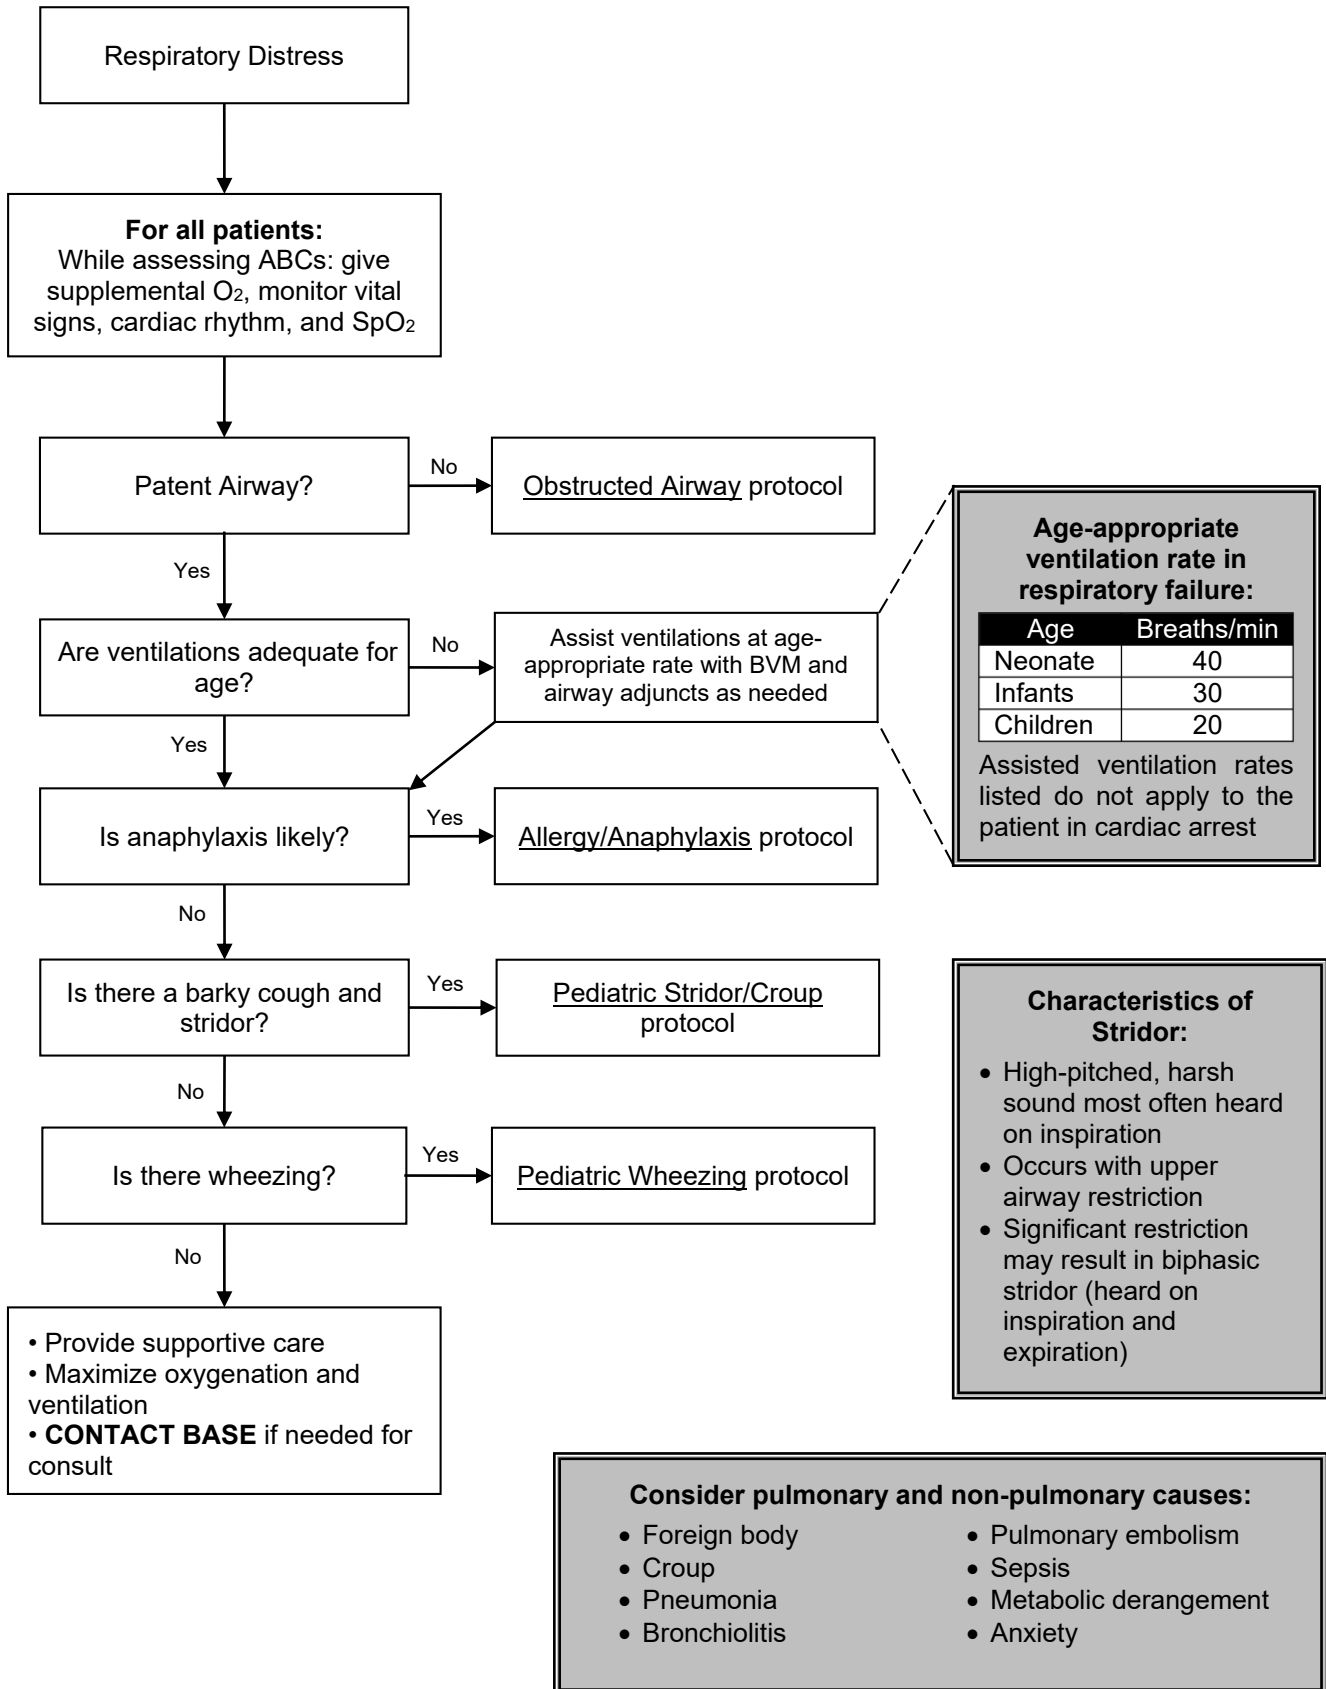 Respiratory Distress
For all patients:
While assessing ABCs: give
supplemental O₂, monitor vital
signs, cardiac rhythm, and SpO₂
Patent Airway?
No
Obstructed Airway protocol
Yes
Are ventilations adequate for
age?
No
Assist ventilations at age-
appropriate rate with BVM and
airway adjuncts as needed
Age-appropriate
ventilation rate in
respiratory failure:
Age Breaths/min
Neonate 40
Infants 30
Children 20
Assisted ventilation rates
listed do not apply to the
patient in cardiac arrest
Yes
Is anaphylaxis likely?
Yes
Allergy/Anaphylaxis protocol
No
Is there a barky cough and
stridor?
Yes
Pediatric Stridor/Croup
protocol
Characteristics of
Stridor:
• High-pitched, harsh
sound most often heard
on inspiration
• Occurs with upper
airway restriction
• Significant restriction
may result in biphasic
stridor (heard on
inspiration and
expiration)
No
Is there wheezing?
Yes
Pediatric Wheezing protocol
No
• Provide supportive care
• Maximize oxygenation and
ventilation
• CONTACT BASE if needed for
consult
Consider pulmonary and non-pulmonary causes:
• Foreign body
• Croup
• Pneumonia
• Bronchiolitis
• Pulmonary embolism
• Sepsis
• Metabolic derangement
• Anxiety